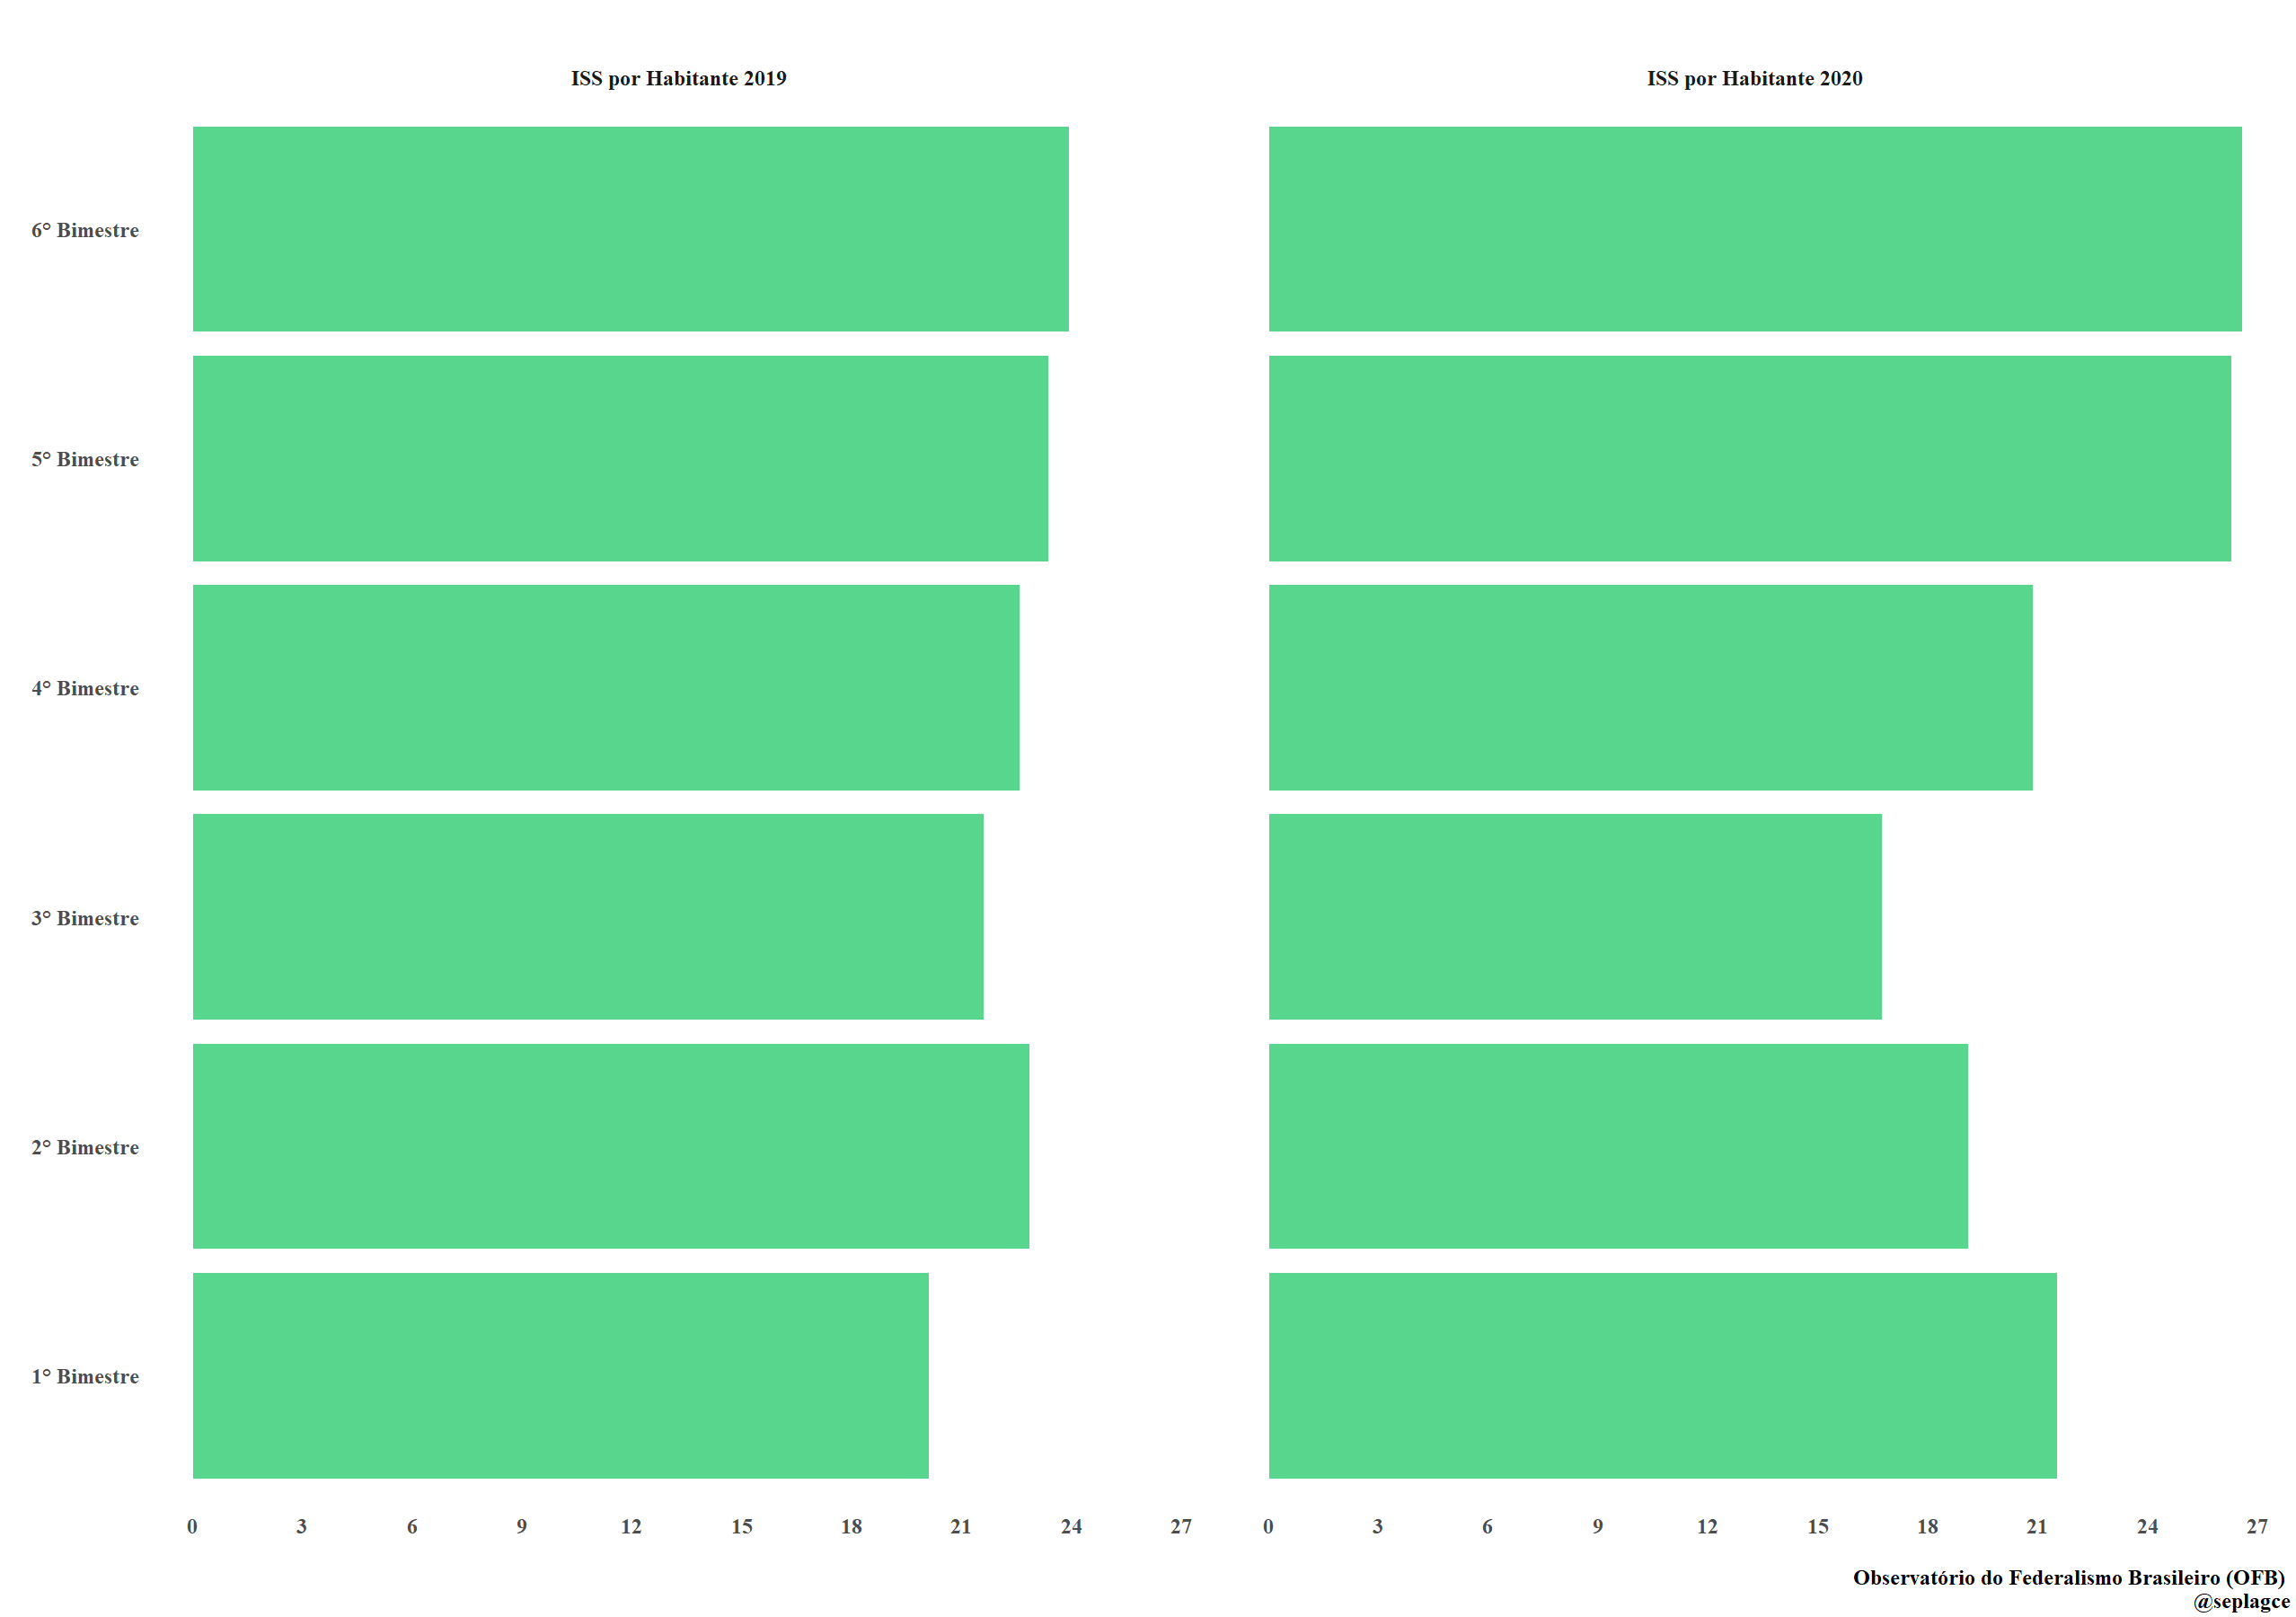 ISS por Habitante 2019
ISS por Habitante 2020
6° Bimestre
5° Bimestre
4° Bimestre
3° Bimestre
2° Bimestre
1° Bimestre
0 3 6 9 12 15 18 21 24 27
0 3 6 9 12 15 18 21 24 27
Observatório do Federalismo Brasileiro (OFB)
@seplagce